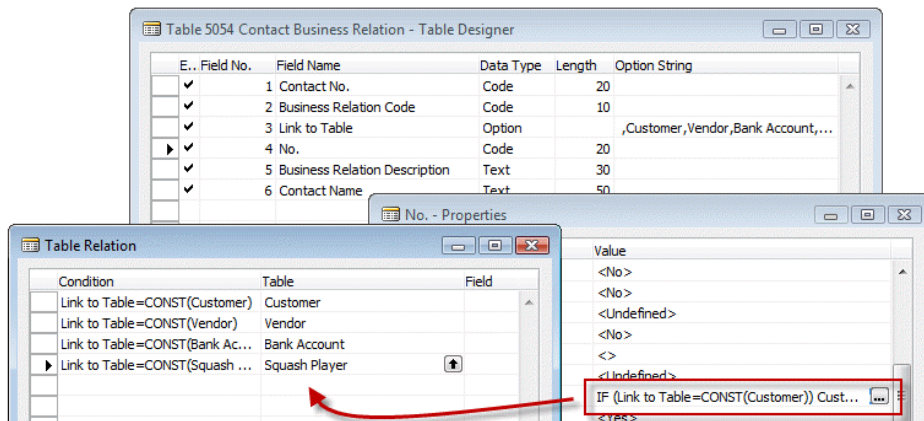 Table 5054 Contact Business Relation - Table Designer
E.. Field No. Field Name Data Type Length Option String
1 Contact No. Code 20
2 Business Relation Code Code 10
3 Link to Table Option ,Customer,Vendor,Bank Account,...
4 No. Code 20
5 Business Relation Description Text 30
6 Contact Name Text 50
No. - Properties
Value
<No>
<No>
<Undefined>
<No>
<>
<Undefined>
IF (Link to Table=CONST(Customer)) Cust... ...
<Yes>
Table Relation
Condition Table Field
Link to Table=CONST(Customer) Customer
Link to Table=CONST(Vendor) Vendor
Link to Table=CONST(Bank Ac... Bank Account
Link to Table=CONST(Squash ... Squash Player